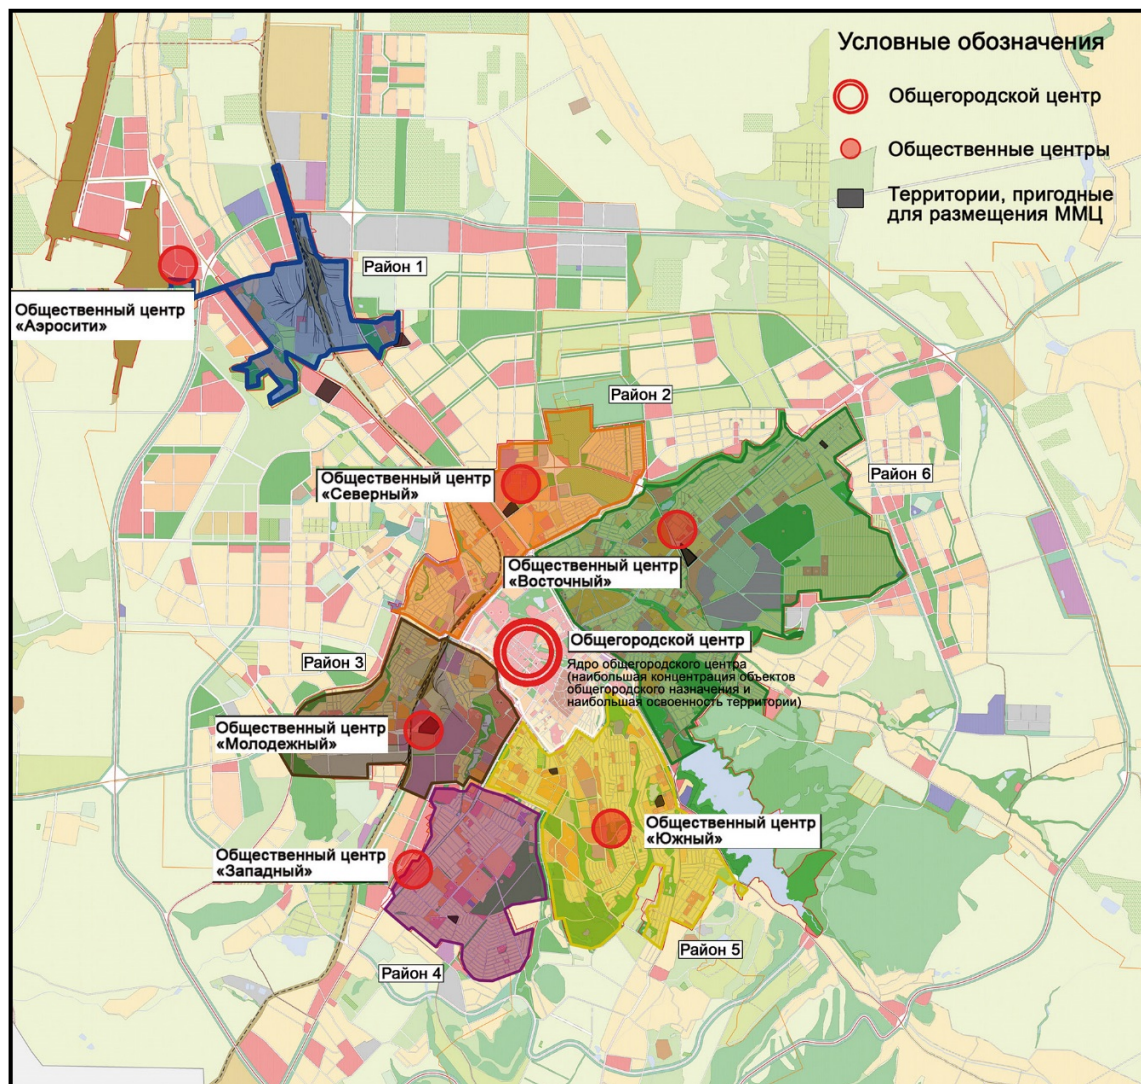 Условные обозначения
Общегородской центр
Общественные центры
Территории, пригодные
для размещения ММЦ
Район 1
Общественный центр
«Аэросити»
Район 2
Район 6
Общественный центр
«Северный»
Общественный центр
«Восточный»
Общегородской центр
Ядро общегородского центра
(наибольшая концентрация объектов
общегородского назначения и
наибольшая освоенность территории)
Район 3
Общественный центр
«Молодежный»
Общественный центр
«Южный»
Общественный центр
«Западный»
Район 5
Район 4